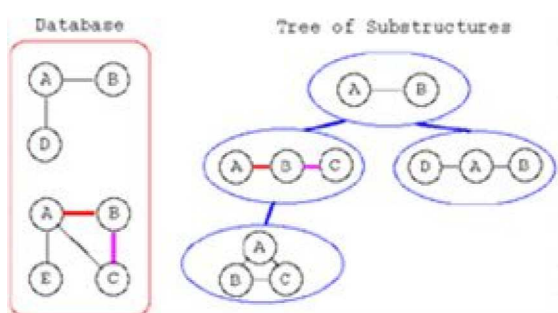 Database
Tree of Substructures
A B
D
A B
E C
A B
A B C
D A B
A
B C